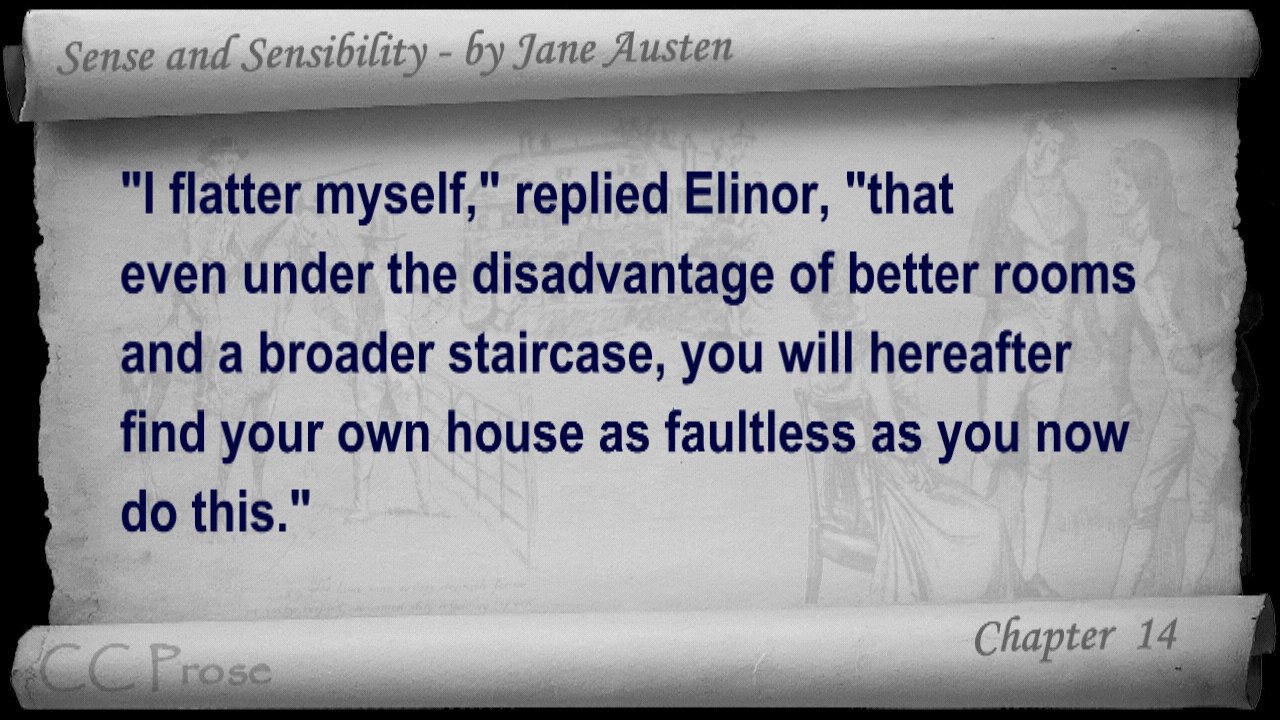 Sense and Sensibility - by Jane Austen
"I flatter myself," replied Elinor, "that
even under the disadvantage of better rooms
and a broader staircase, you will hereafter
find your own house as faultless as you now
do this."
Chapter 14
CC Prose